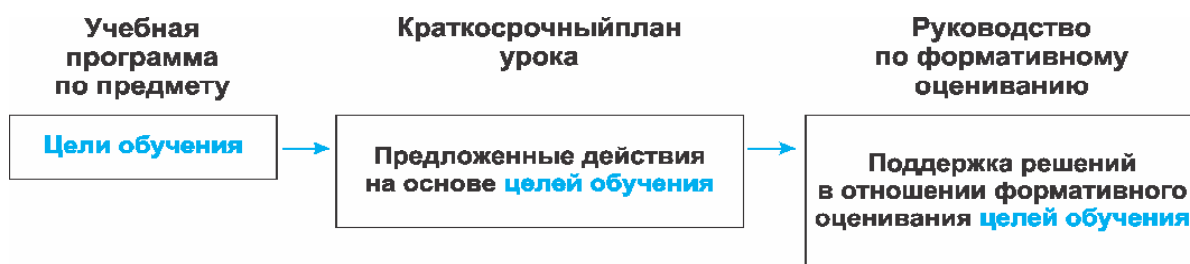 Учебная
программа
по предмету
Цели обучения
Краткосрочныйплан
урока
Предложенные действия
на основе целей обучения
Руководство
по формативному
оцениванию
Поддержка решений
в отношении формативного
оценивания целей обучения